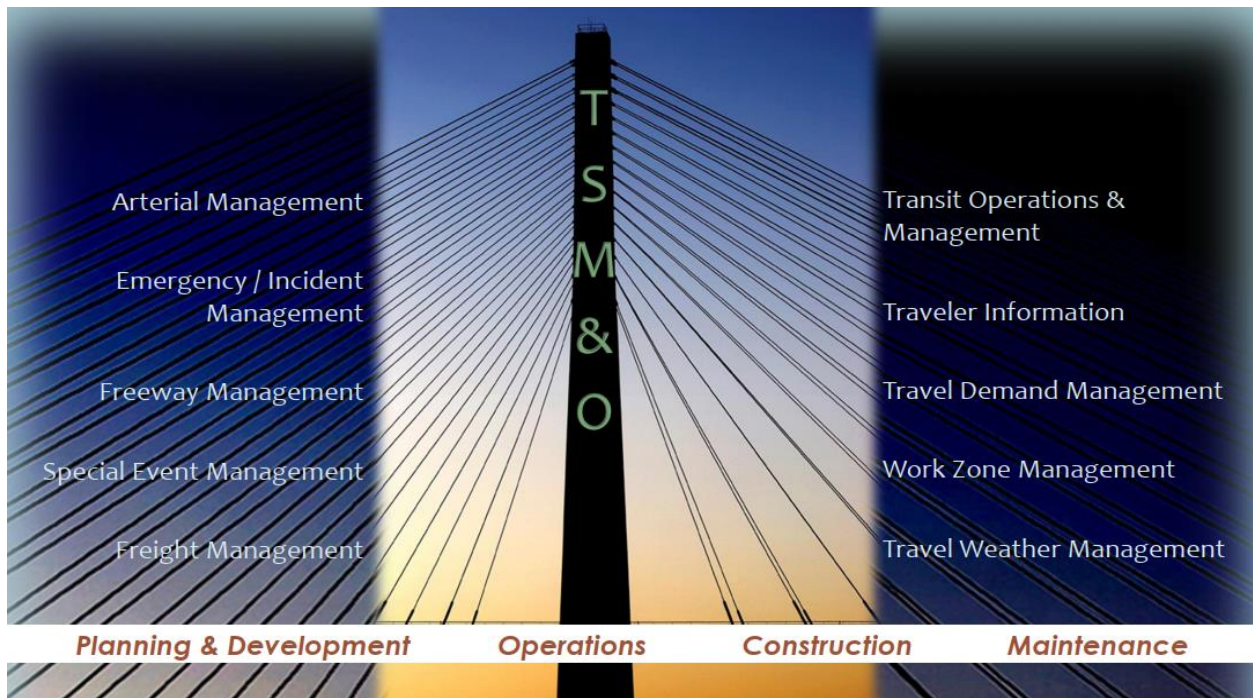 T
S
M
&
O
Arterial Management
Emergency / Incident
Management
Freeway Management
Special Event Management
Freight Management
Transit Operations &
Management
Traveler Information
Travel Demand Management
Work Zone Management
Travel Weather Management
Planning & Development Operations Construction Maintenance